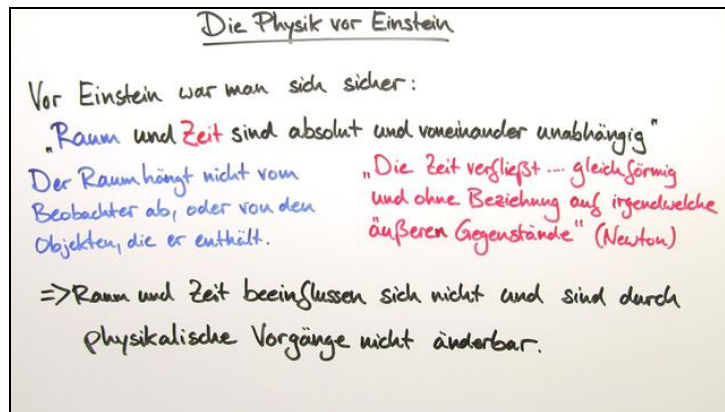 Die Physik vor Einstein
Vor Einstein war man sich sicher:
„Raum und Zeit sind absolut und voneinander unabhängig"
Der Raum hängt nicht vom
Beobachter ab, oder von den
Objekten, die er enthält.
„Die Zeit verfließt .... gleichförmig
und ohne Beziehung auf irgendwelche
äußeren Gegenstände" (Newton)
=> Raum und Zeit beeinflussen sich nicht und sind durch
physikalische Vorgänge nicht änderbar.